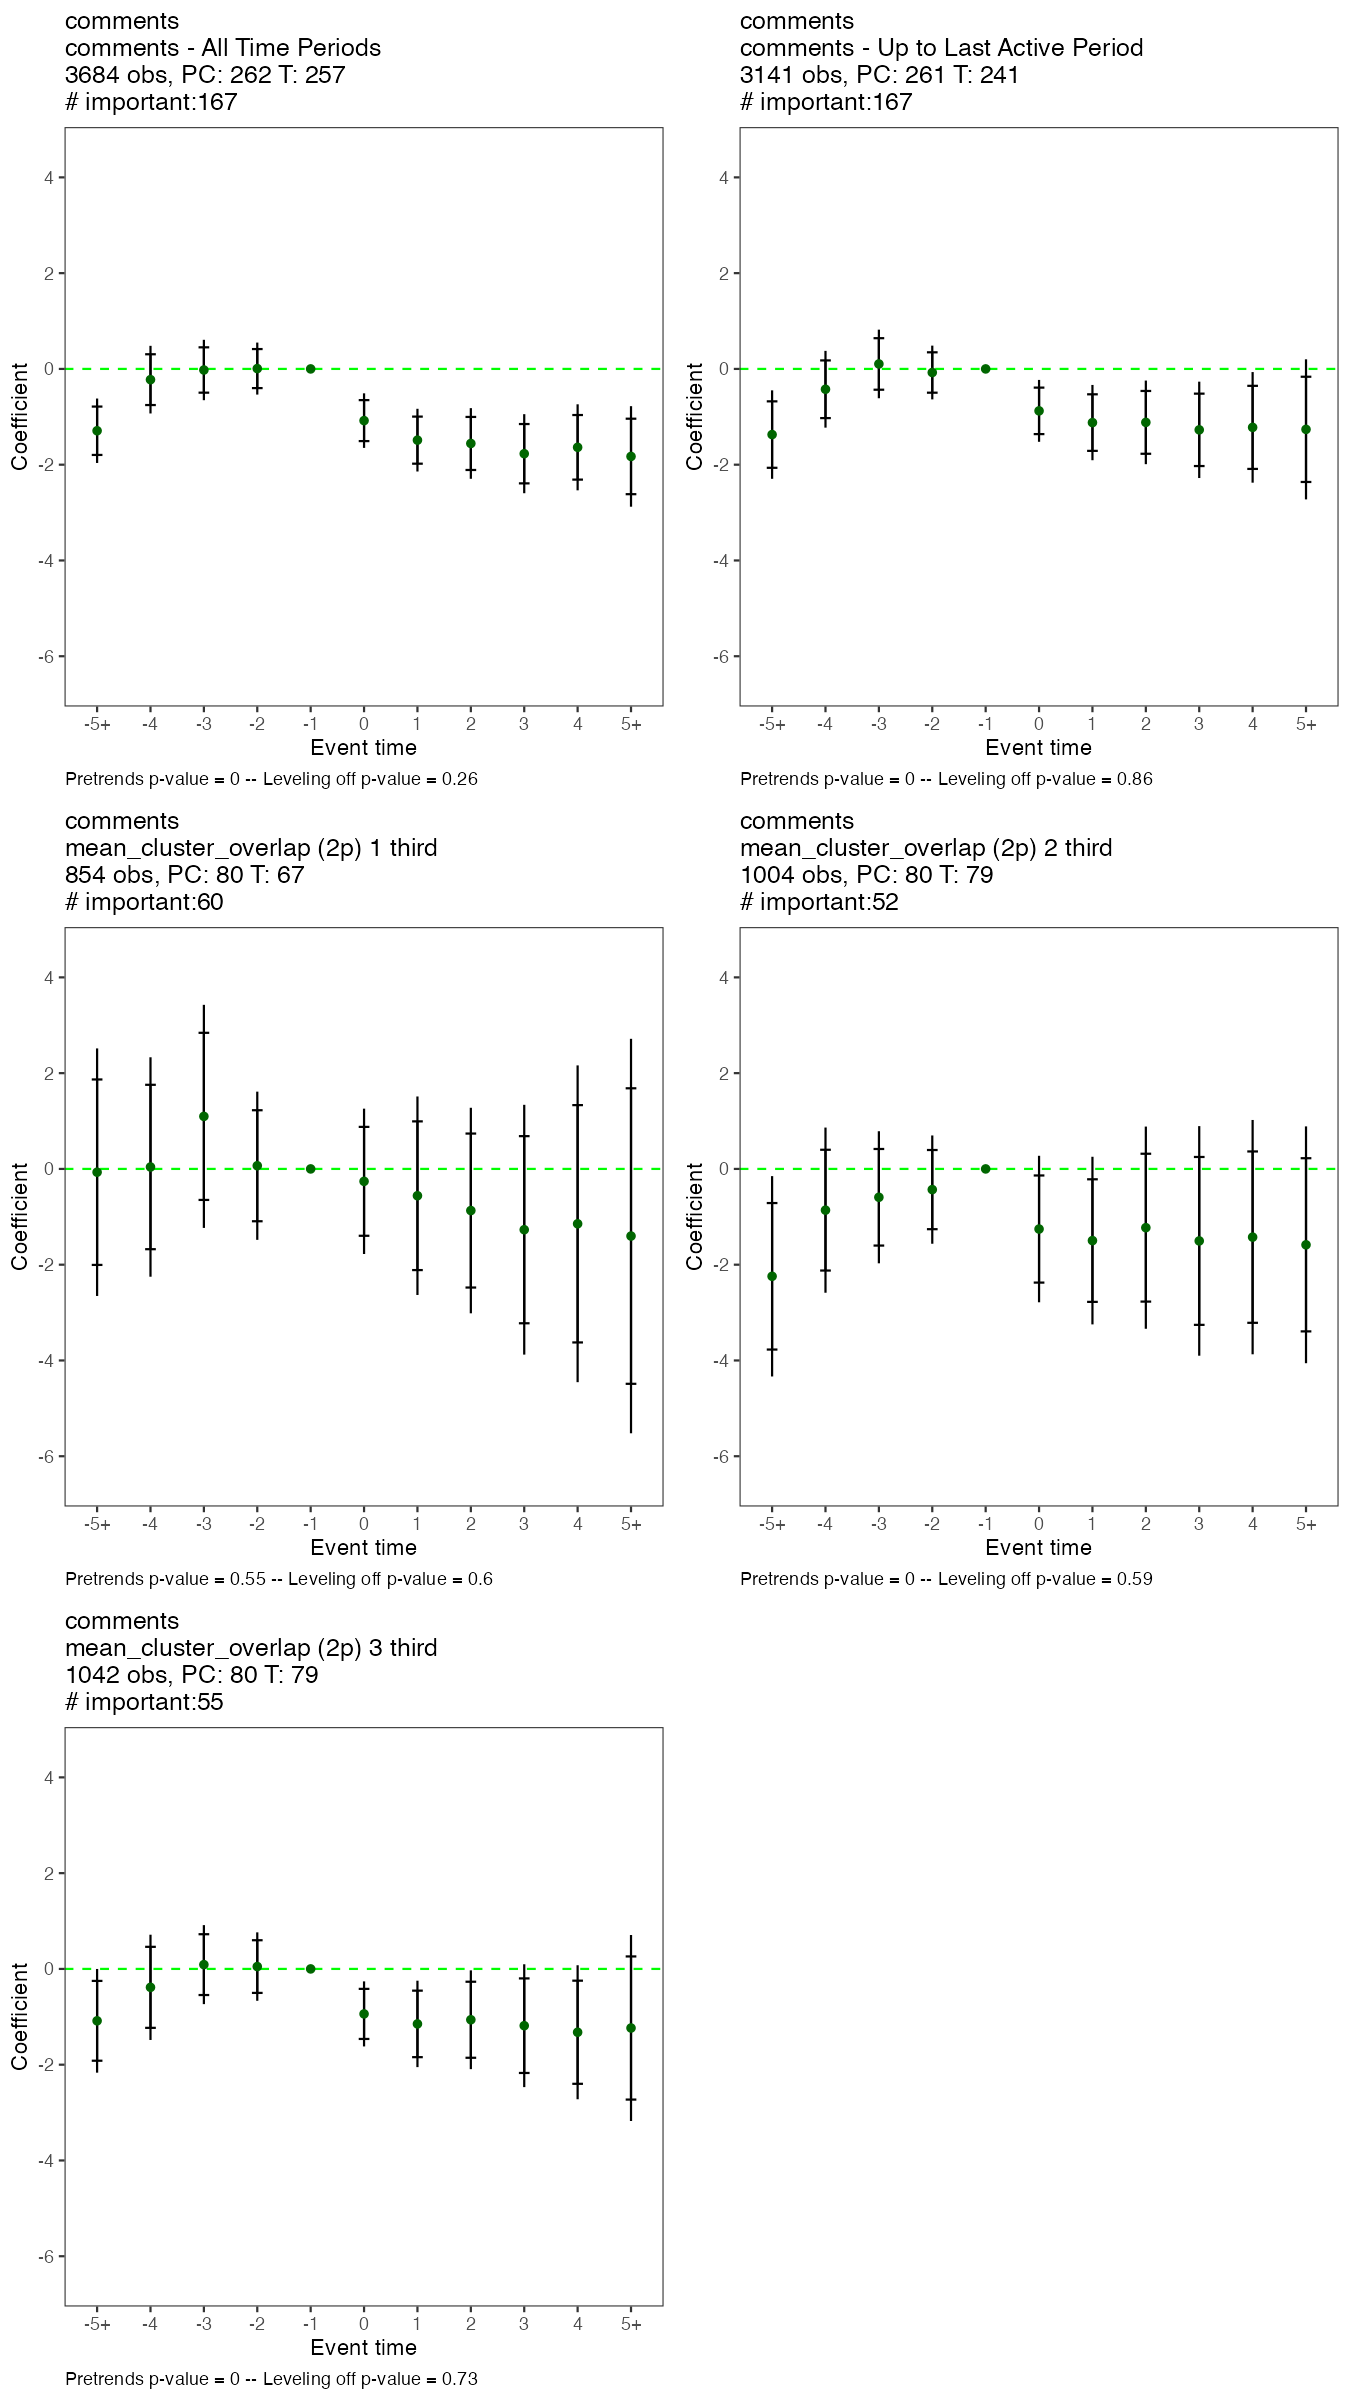 comments
comments - All Time Periods
3684 obs, PC: 262 T: 257
# important:167
4
2
0
-2
-4
-6
Coefficient
-5+ -4 -3 -2 -1 0 1 2 3 4 5+
Event time
Pretrends p-value = 0 -- Leveling off p-value = 0.26
comments
comments - Up to Last Active Period
3141 obs, PC: 261 T: 241
# important:167
4
2
0
-2
-4
-6
Coefficient
-5+ -4 -3 -2 -1 0 1 2 3 4 5+
Event time
Pretrends p-value = 0 -- Leveling off p-value = 0.86
comments
mean_cluster_overlap (2p) 1 third
854 obs, PC: 80 T: 67
# important:60
4
2
0
-2
-4
-6
Coefficient
-5+ -4 -3 -2 -1 0 1 2 3 4 5+
Event time
Pretrends p-value = 0.55 -- Leveling off p-value = 0.6
comments
mean_cluster_overlap (2p) 2 third
1004 obs, PC: 80 T: 79
# important:52
4
2
0
-2
-4
-6
Coefficient
-5+ -4 -3 -2 -1 0 1 2 3 4 5+
Event time
Pretrends p-value = 0 -- Leveling off p-value = 0.59
comments
mean_cluster_overlap (2p) 3 third
1042 obs, PC: 80 T: 79
# important:55
4
2
0
-2
-4
-6
Coefficient
-5+ -4 -3 -2 -1 0 1 2 3 4 5+
Event time
Pretrends p-value = 0 -- Leveling off p-value = 0.73